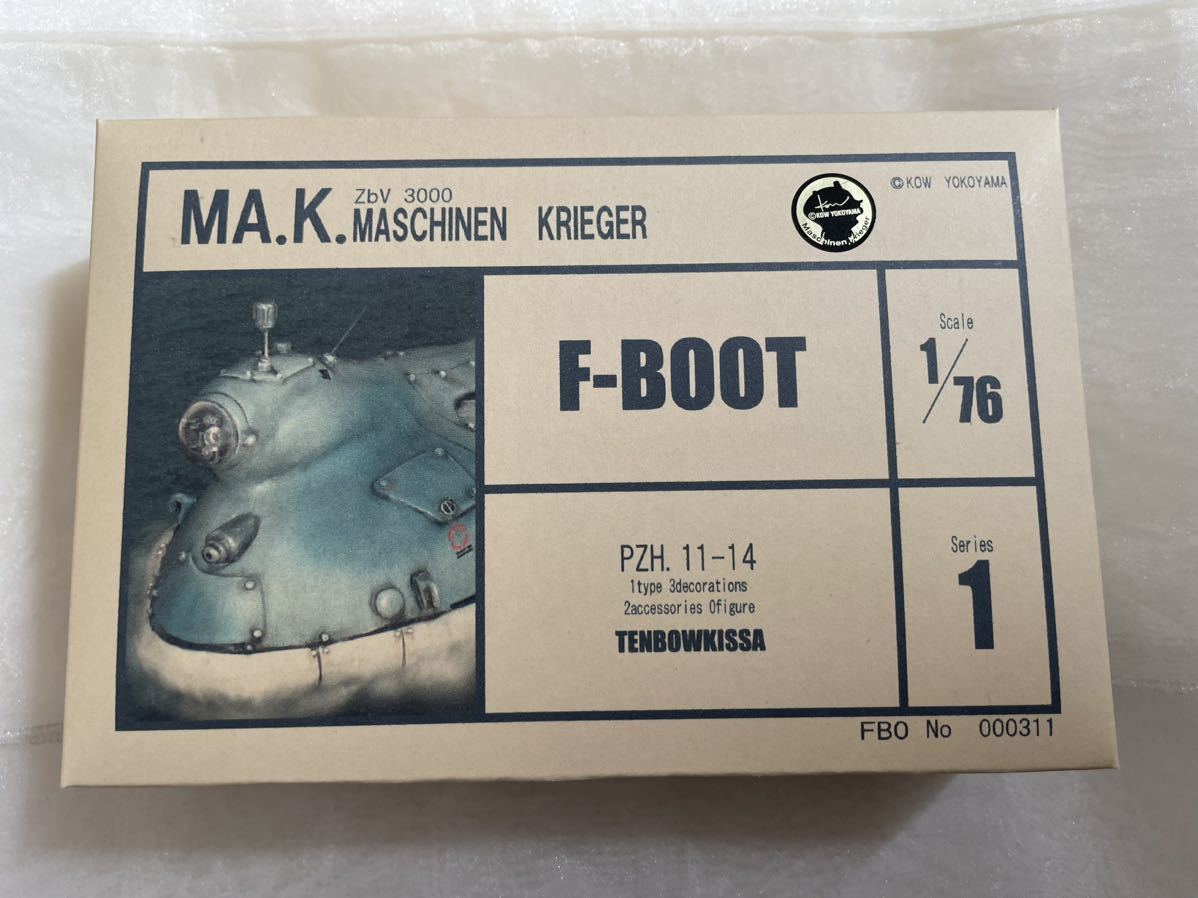 MA.K. ZbV 3000
MASCHINEN KRIEGER
Kow
©KOW YOKOYAMA
Maschinen Krieger
©KOW YOKOYAMA
F-BOOT
Scale
1/76
PZH. 11-14
1type 3decorations
2accessories 0figure
TENBOWKISSA
Series
1
FBO No 000311